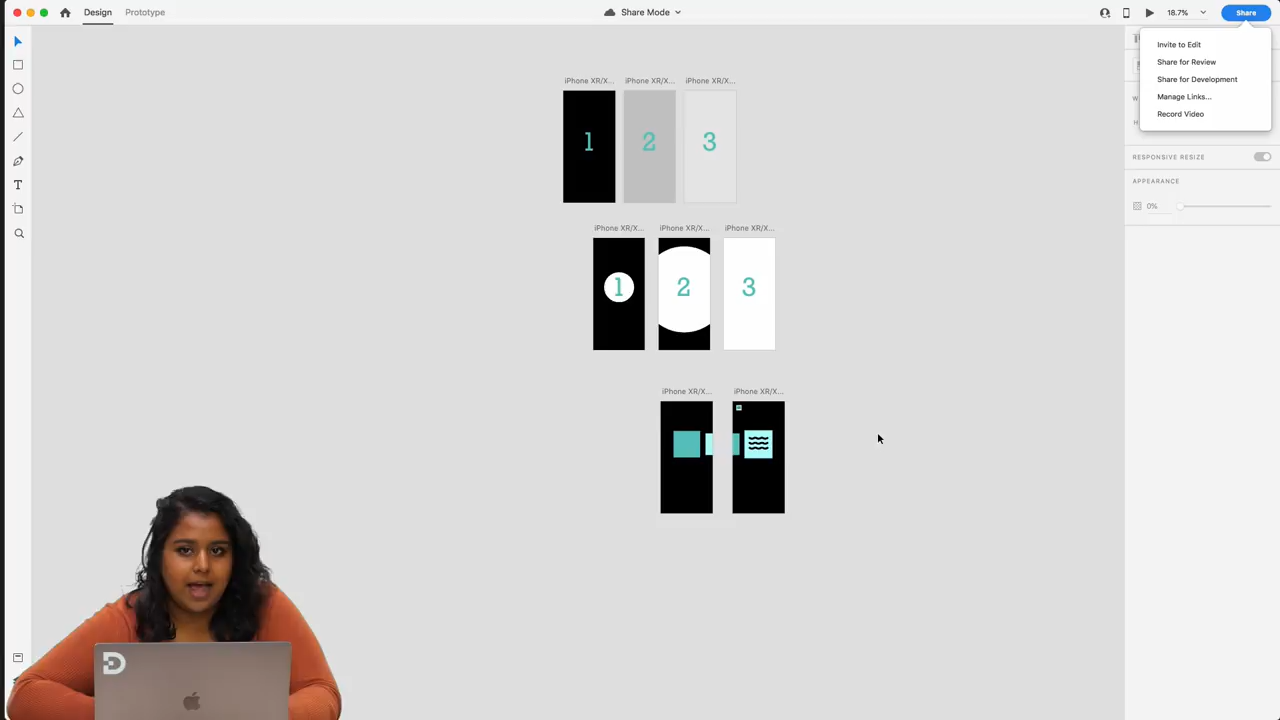 Design
Prototype
Share Mode
18.7%
Share
Invite to Edit
Share for Review
Share for Development
Manage Links...
Record Video
RESPONSIVE RESIZE
APPEARANCE
0%
iPhone XR/X...
iPhone XR/X...
iPhone XR/X...
1
2
3
iPhone XR/X...
iPhone XR/X...
iPhone XR/X...
1
2
3
iPhone XR/X...
iPhone XR/X...